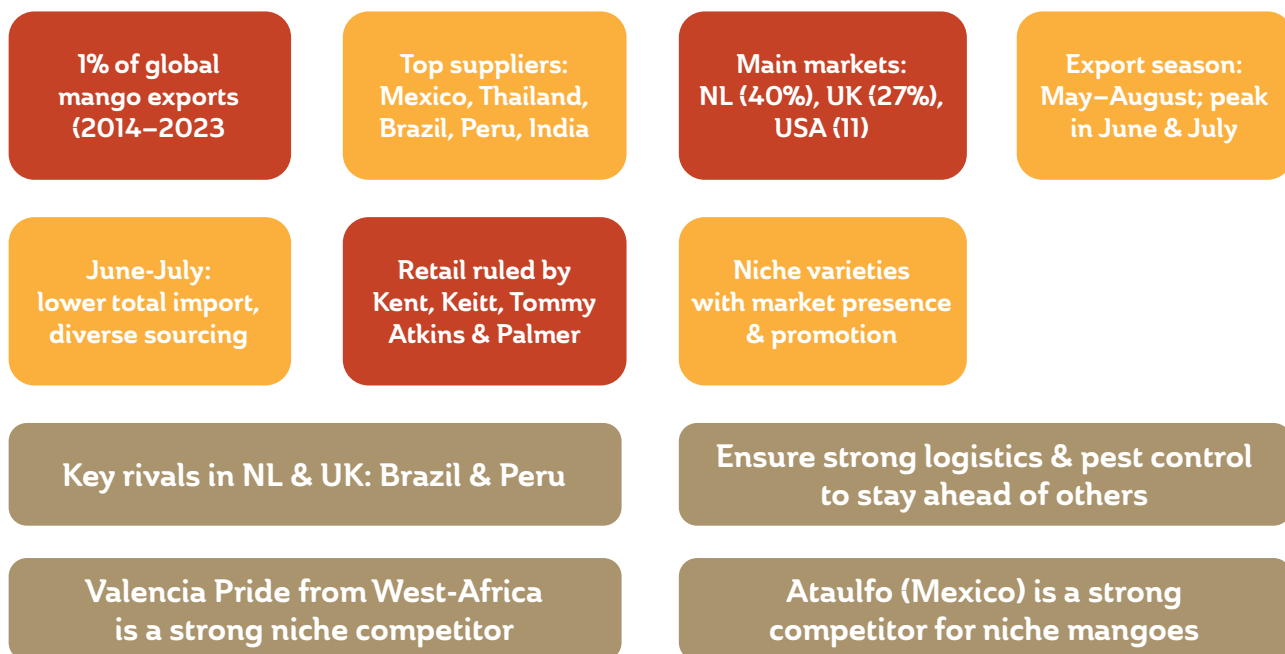 1% of global
mango exports
(2014–2023
Top suppliers:
Mexico, Thailand,
Brazil, Peru, India
Main markets:
NL (40%), UK (27%),
USA (11)
Export season:
May–August; peak
in June & July
June-July:
lower total import,
diverse sourcing
Retail ruled by
Kent, Keitt, Tommy
Atkins & Palmer
Niche varieties
with market presence
& promotion
Key rivals in NL & UK: Brazil & Peru
Ensure strong logistics & pest control
to stay ahead of others
Valencia Pride from West-Africa
is a strong niche competitor
Ataulfo (Mexico) is a strong
competitor for niche mangoes